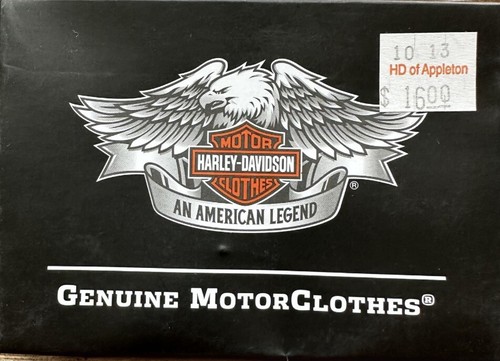 10 13
HD of Appleton
$ 16.00
MOTOR
HARLEY-DAVIDSON
CLOTHES
AN AMERICAN LEGEND ®
GENUINE MOTORCLOTHES®